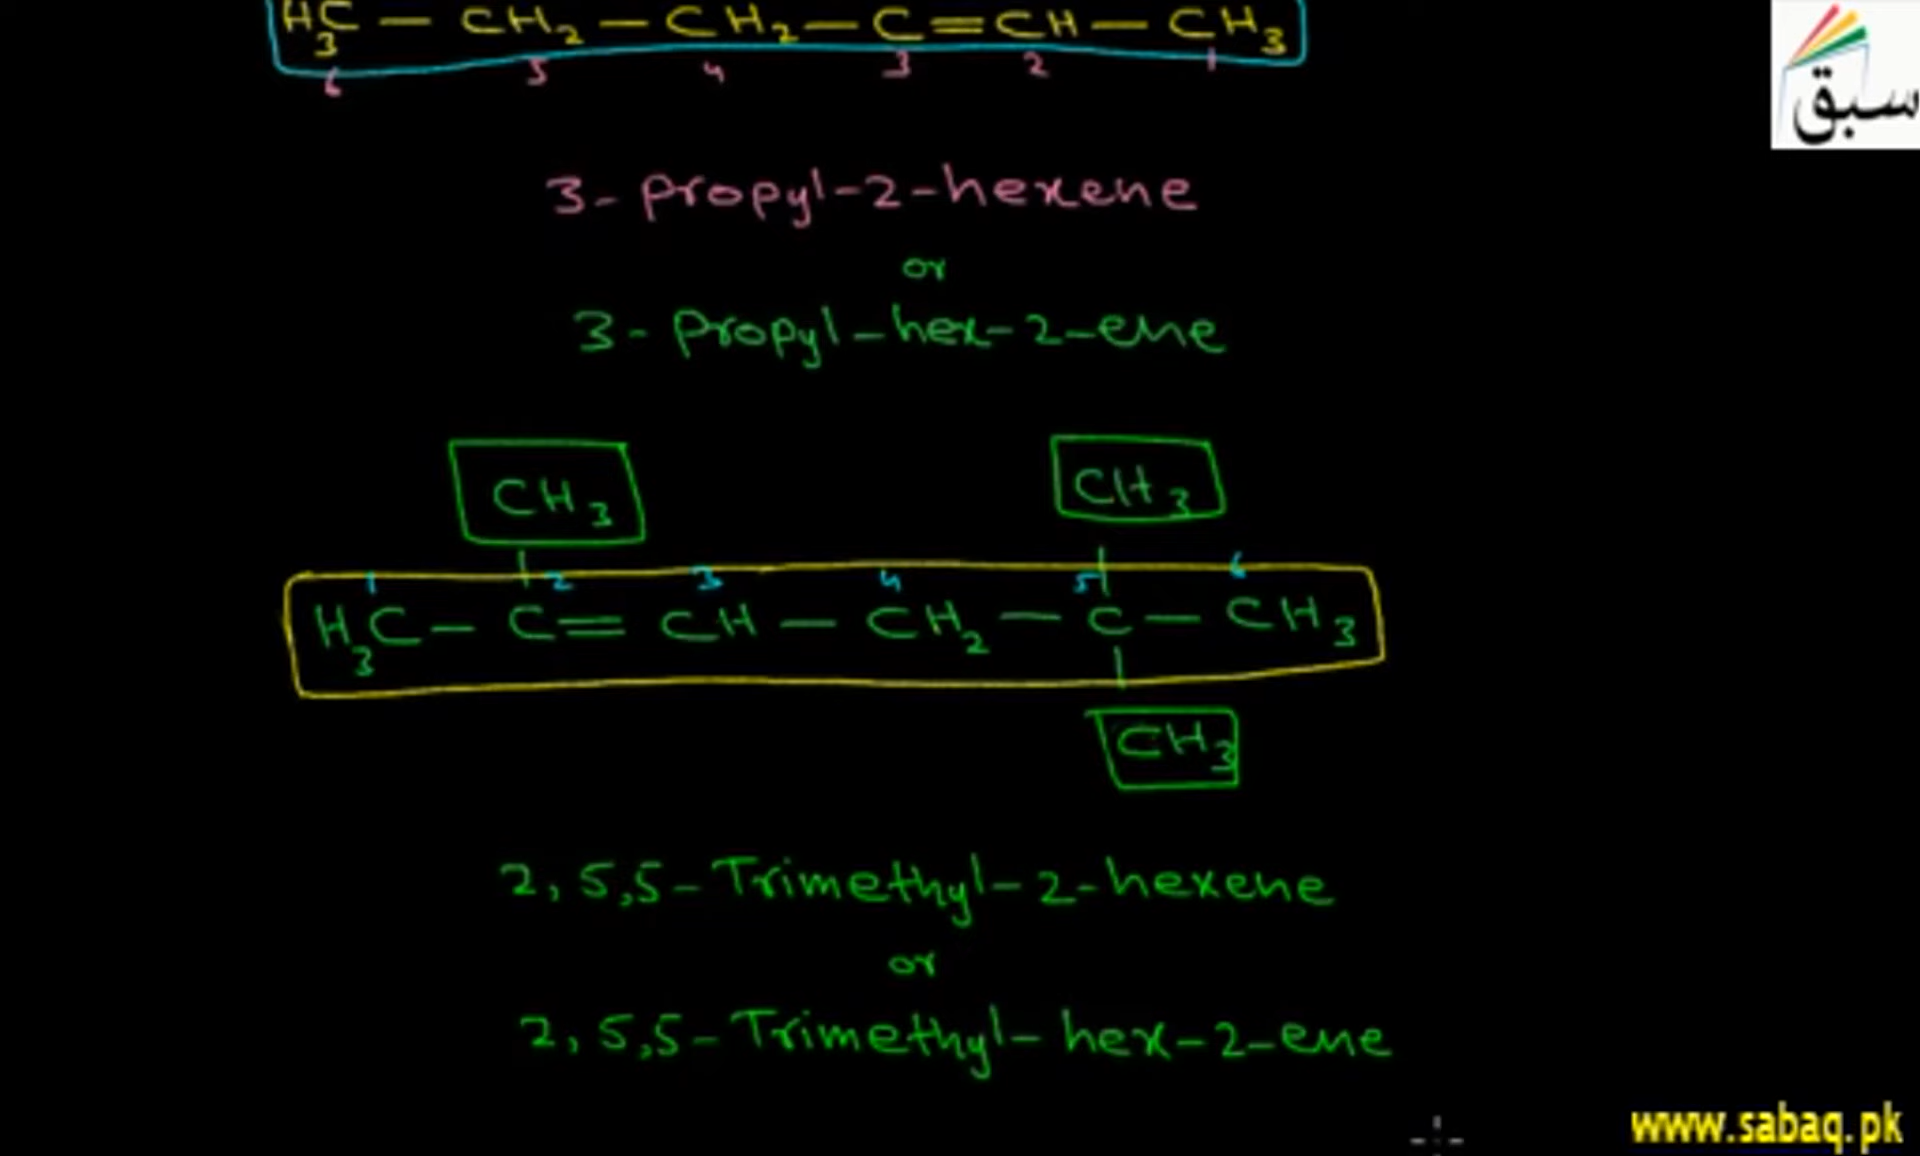 H3C — CH2 — CH2 — C = CH — CH3
6 5 4 3 2 1
سبق
3- Propyl-2-hexene
or
3- Propyl-hex-2-ene
CH3 CH3
1 2 3 4 5 6
H3C — C = CH — CH2 — C — CH3
CH3
2,5,5-Trimethyl-2-hexene
or
2,5,5-Trimethyl-hex-2-ene
www.sabaq.pk